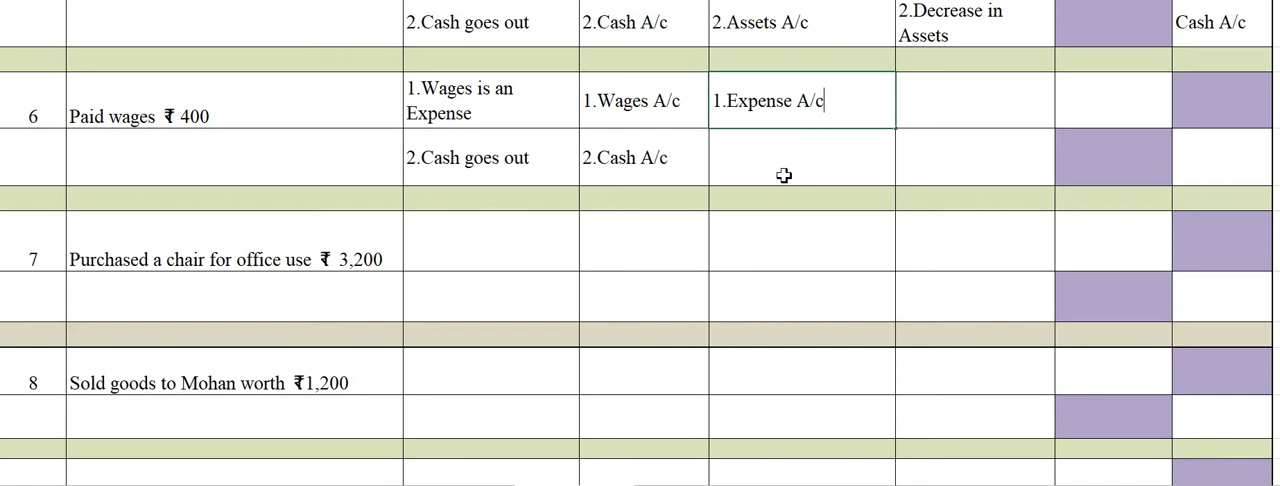 2.Cash goes out
2.Cash A/c
2.Assets A/c
2.Decrease in
Assets
Cash A/c
6
Paid wages ₹ 400
1.Wages is an
Expense
1.Wages A/c
1.Expense A/c
2.Cash goes out
2.Cash A/c
7
Purchased a chair for office use ₹ 3,200
8
Sold goods to Mohan worth ₹1,200